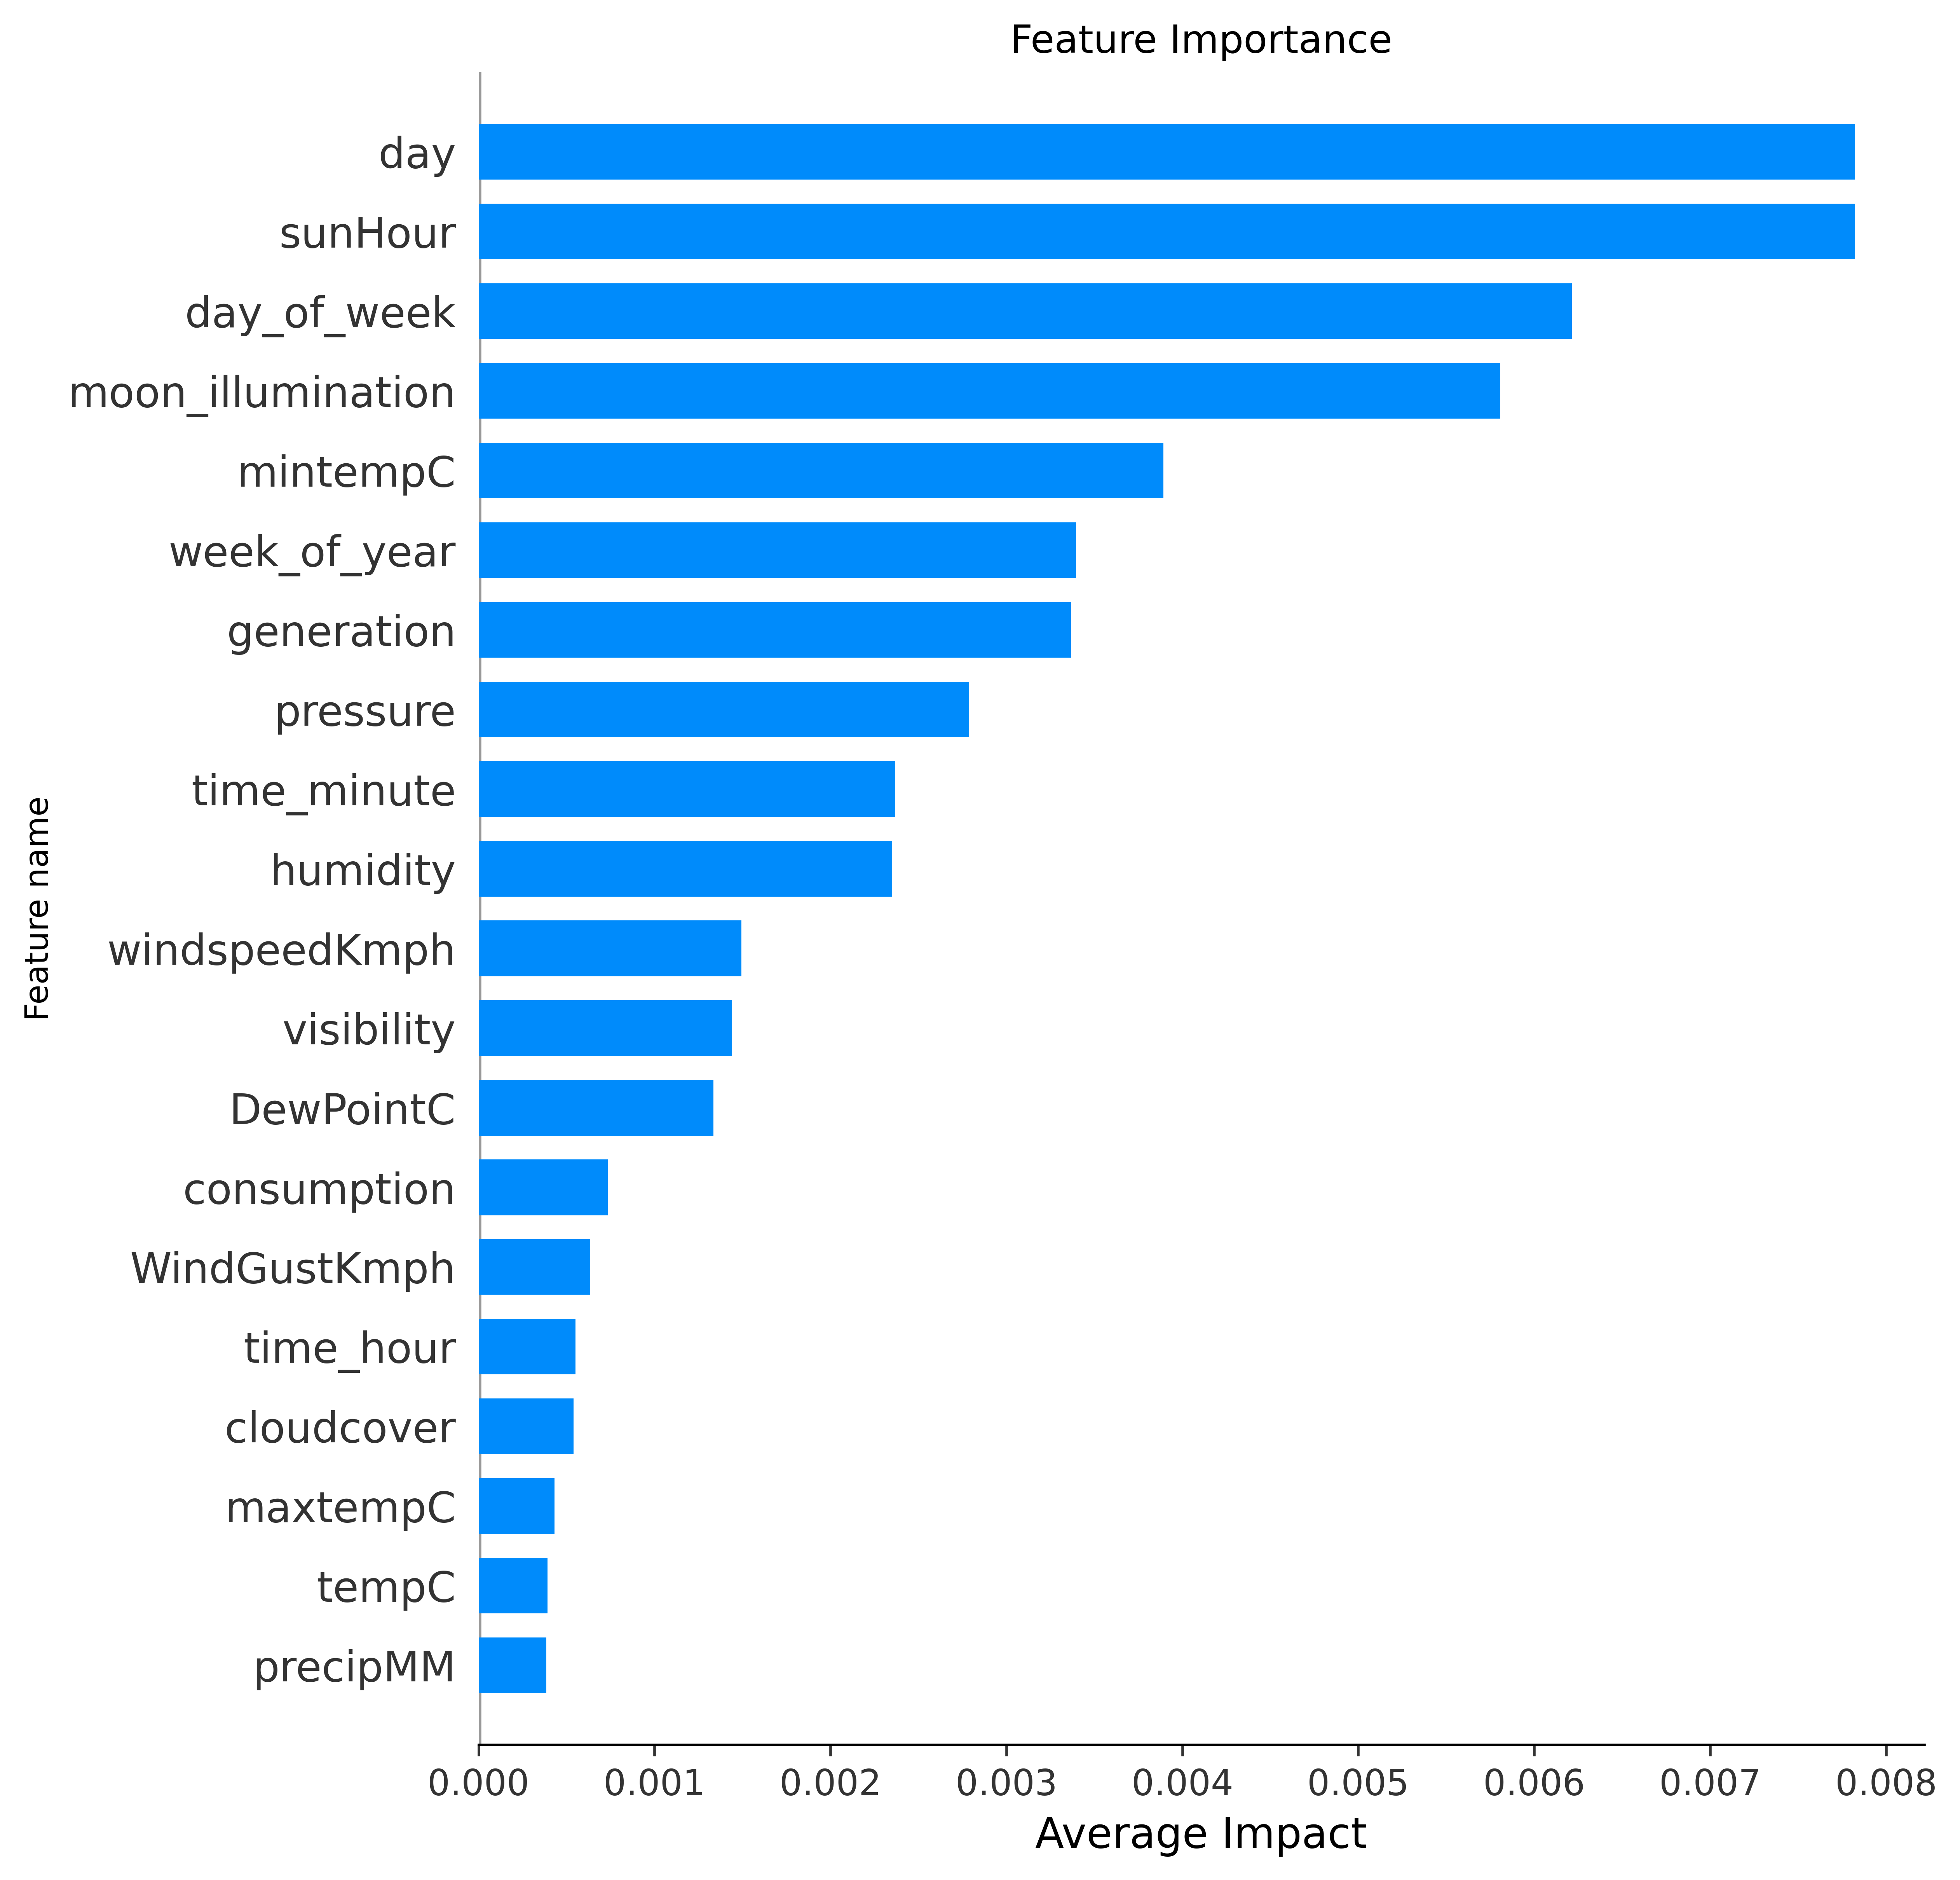 Feature Importance
day
sunHour
day_of_week
moon_illumination
mintempC
week_of_year
generation
pressure
time_minute
humidity
windspeedKmph
visibility
DewPointC
consumption
WindGustKmph
time_hour
cloudcover
maxtempC
tempC
precipMM
Feature name
0.000 0.001 0.002 0.003 0.004 0.005 0.006 0.007 0.008
Average Impact